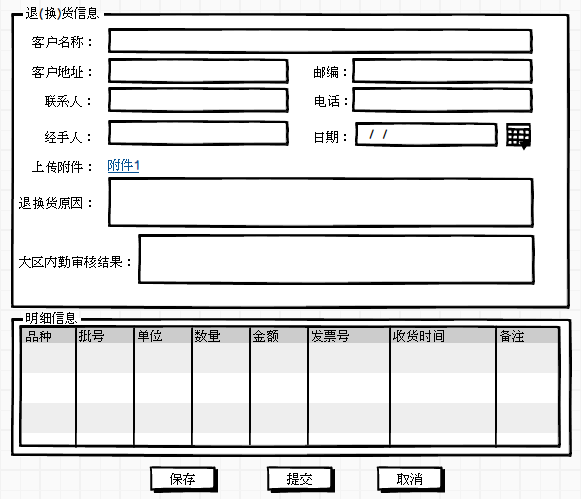 退(换)货信息
客户名称：
客户地址： 邮编：
联系人： 电话：
经手人： 日期： / /
上传附件： 附件1
退换货原因：
大区内勤审核结果：
明细信息
品种 批号 单位 数量 金额 发票号 收货时间 备注
保存 提交 取消